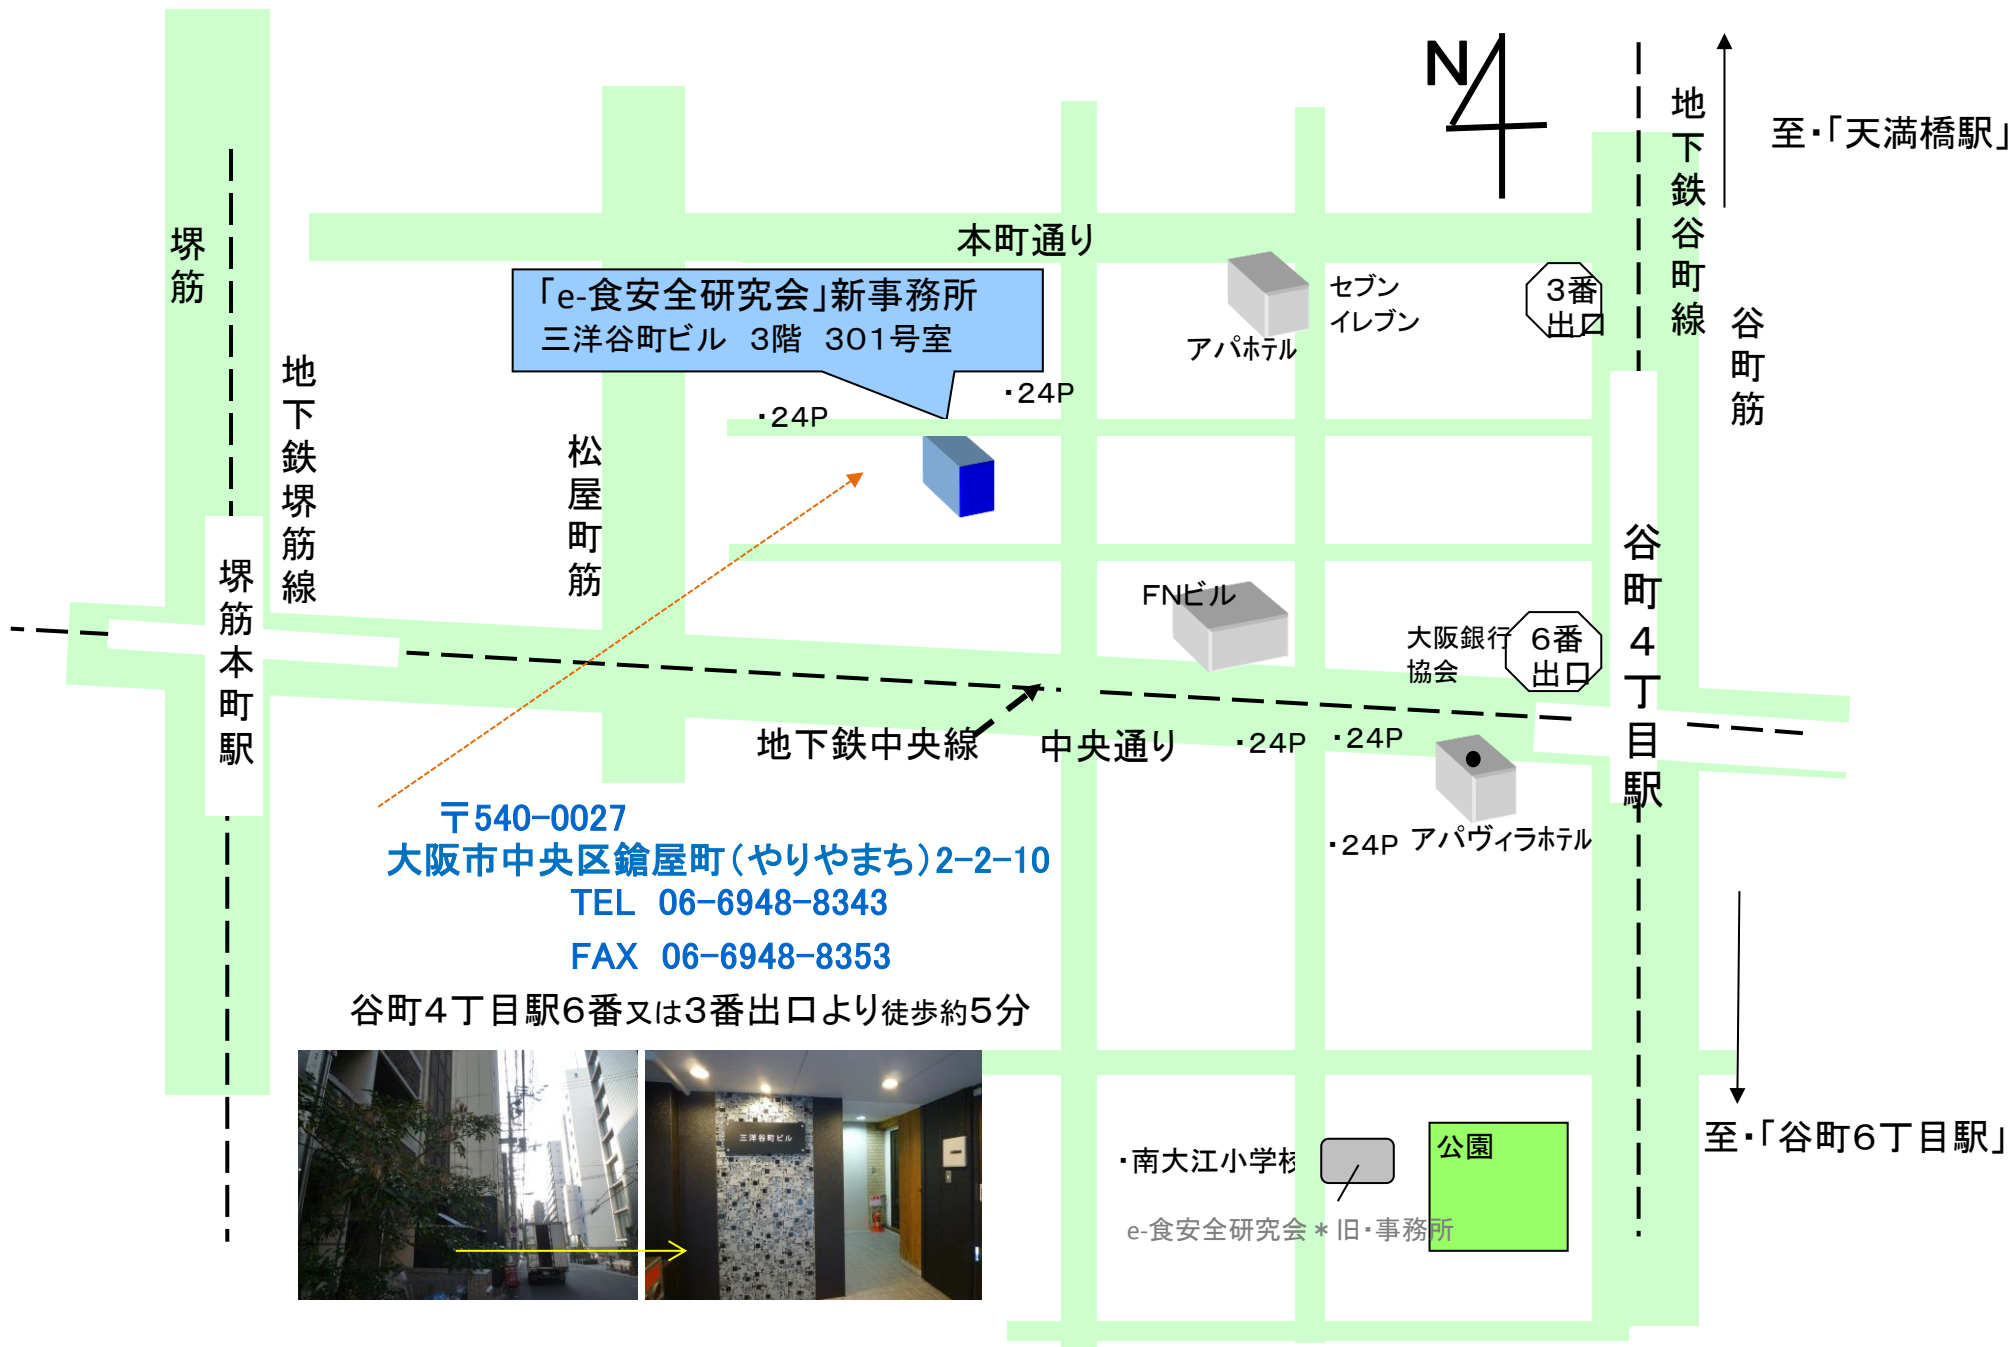 N
地下鉄谷町線
至・「天満橋駅」
堺筋
本町通り
「e-食安全研究会」新事務所
三洋谷町ビル　3階　301号室
セブン
イレブン
アパホテル
3番
出口
谷町筋
・24P
・24P
地下鉄堺筋線
松屋町筋
堺筋本町駅
谷町4丁目駅
FNビル
大阪銀行
協会
6番
出口
地下鉄中央線
中央通り
・24P
・24P
・24P
アパヴィラホテル
〒540-0027
大阪市中央区鎗屋町（やりやまち）2-2-10
TEL　06-6948-8343
FAX　06-6948-8353
谷町4丁目駅6番又は3番出口より徒歩約5分
三洋谷町ビル
・南大江小学校
公園
至・「谷町6丁目駅」
e-食安全研究会＊旧・事務所